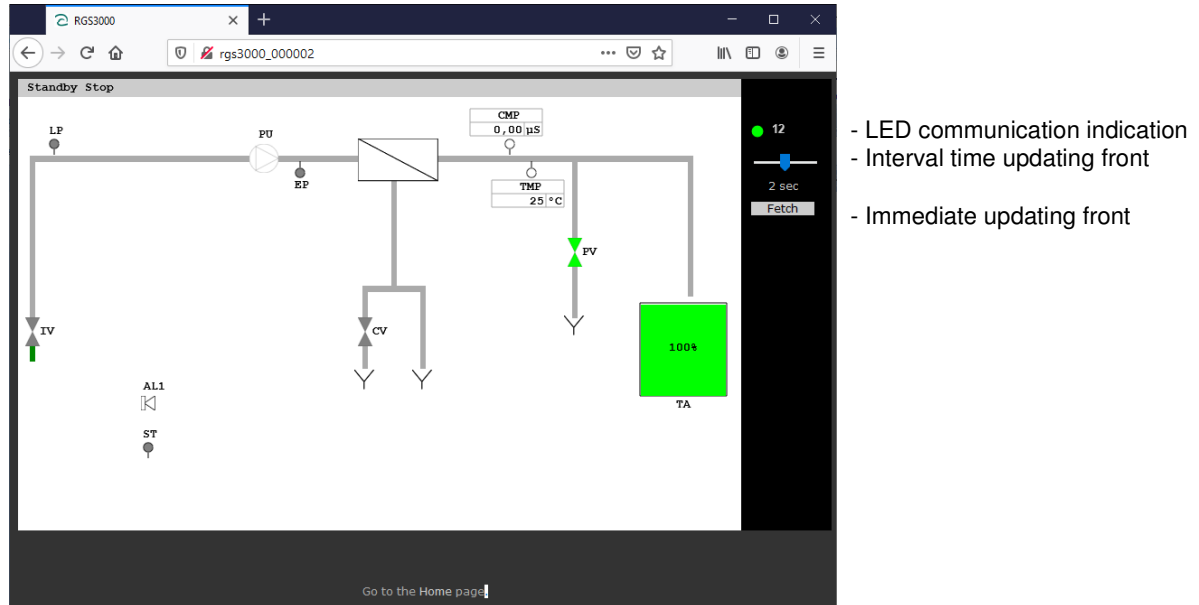 RGS3000
rgs3000_000002
Standby Stop
CMP
0,00 µS
LP
PU
12
- LED communication indication
- Interval time updating front
EP
TMP
25 °C
2 sec
Fetch
- Immediate updating front
PV
IV
CV
100%
AL1
TA
ST
Go to the Home page.